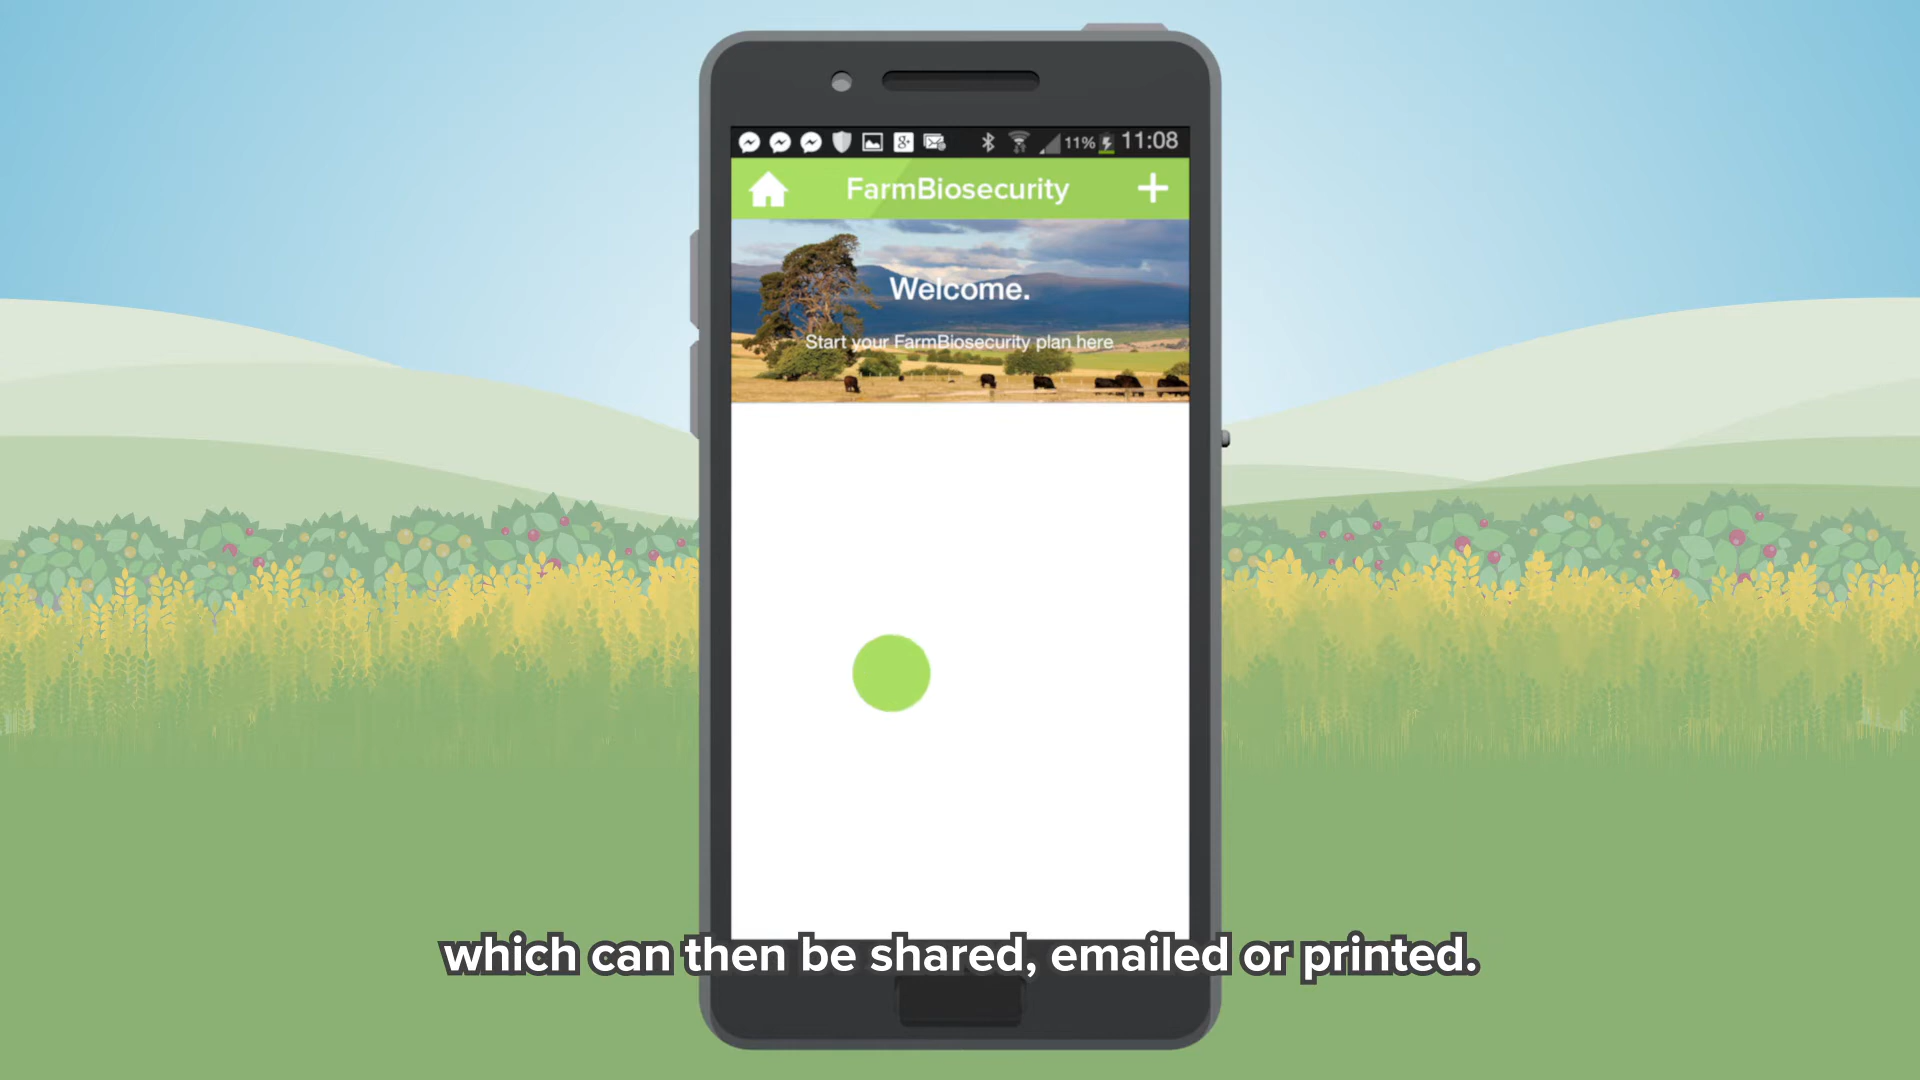 11% 11:08
FarmBiosecurity
Welcome.
Start your FarmBiosecurity plan here
which can then be shared, emailed or printed.